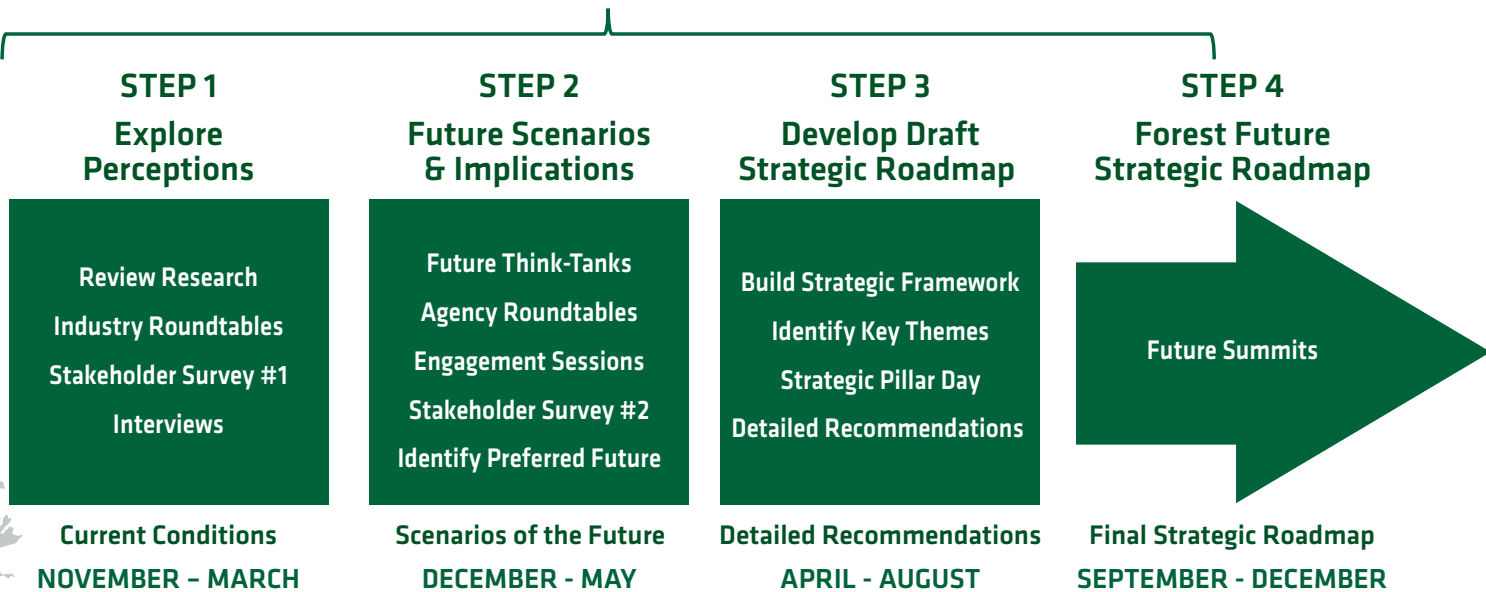 STEP 1
Explore
Perceptions
Review Research
Industry Roundtables
Stakeholder Survey #1
Interviews
Current Conditions
NOVEMBER – MARCH
STEP 2
Future Scenarios
& Implications
Future Think-Tanks
Agency Roundtables
Engagement Sessions
Stakeholder Survey #2
Identify Preferred Future
Scenarios of the Future
DECEMBER - MAY
STEP 3
Develop Draft
Strategic Roadmap
Build Strategic Framework
Identify Key Themes
Strategic Pillar Day
Detailed Recommendations
Detailed Recommendations
APRIL - AUGUST
STEP 4
Forest Future
Strategic Roadmap
Future Summits
Final Strategic Roadmap
SEPTEMBER - DECEMBER